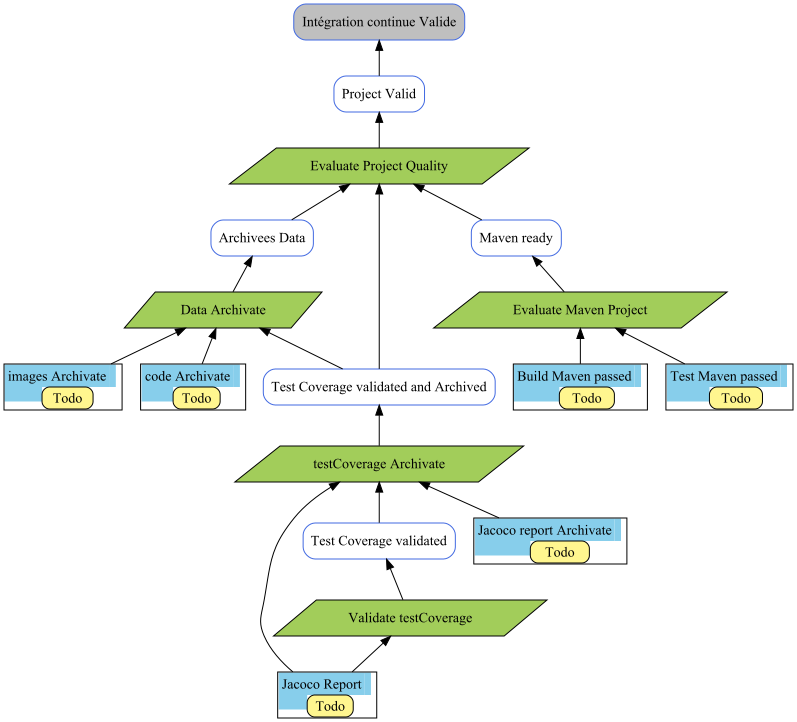 Intégration continue Valide
Project Valid
Evaluate Project Quality
Archivees Data
Maven ready
Data Archivate
Evaluate Maven Project
images Archivate
Todo
code Archivate
Todo
Test Coverage validated and Archived
Build Maven passed
Todo
Test Maven passed
Todo
testCoverage Archivate
Test Coverage validated
Jacoco report Archivate
Todo
Validate testCoverage
Jacoco Report
Todo